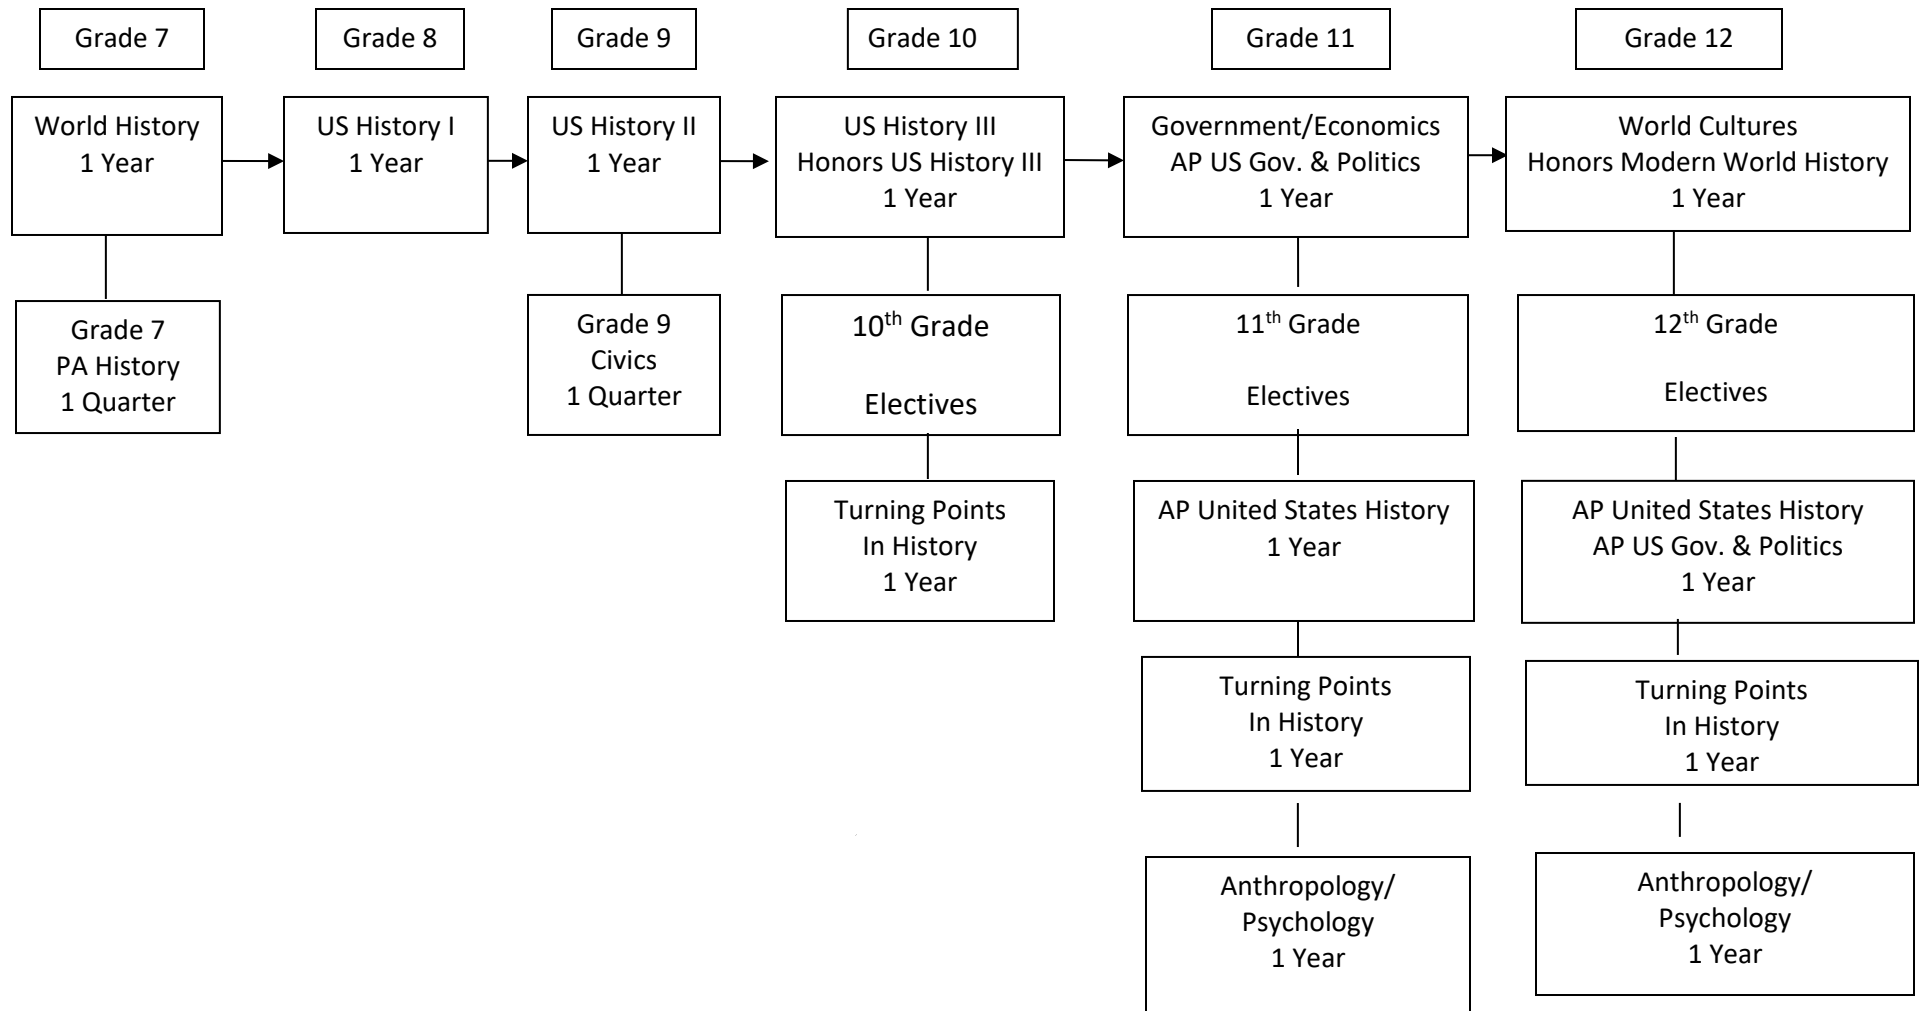 Grade 7
Grade 8
Grade 9
Grade 10
Grade 11
Grade 12
World History
1 Year
US History I
1 Year
US History II
1 Year
US History III
Honors US History III
1 Year
Government/Economics
AP US Gov. & Politics
1 Year
World Cultures
Honors Modern World History
1 Year
Grade 7
PA History
1 Quarter
Grade 9
Civics
1 Quarter
10th Grade
Electives
11th Grade
Electives
12th Grade
Electives
Turning Points
In History
1 Year
AP United States History
1 Year
AP United States History
AP US Gov. & Politics
1 Year
Turning Points
In History
1 Year
Turning Points
In History
1 Year
Anthropology/
Psychology
1 Year
Anthropology/
Psychology
1 Year